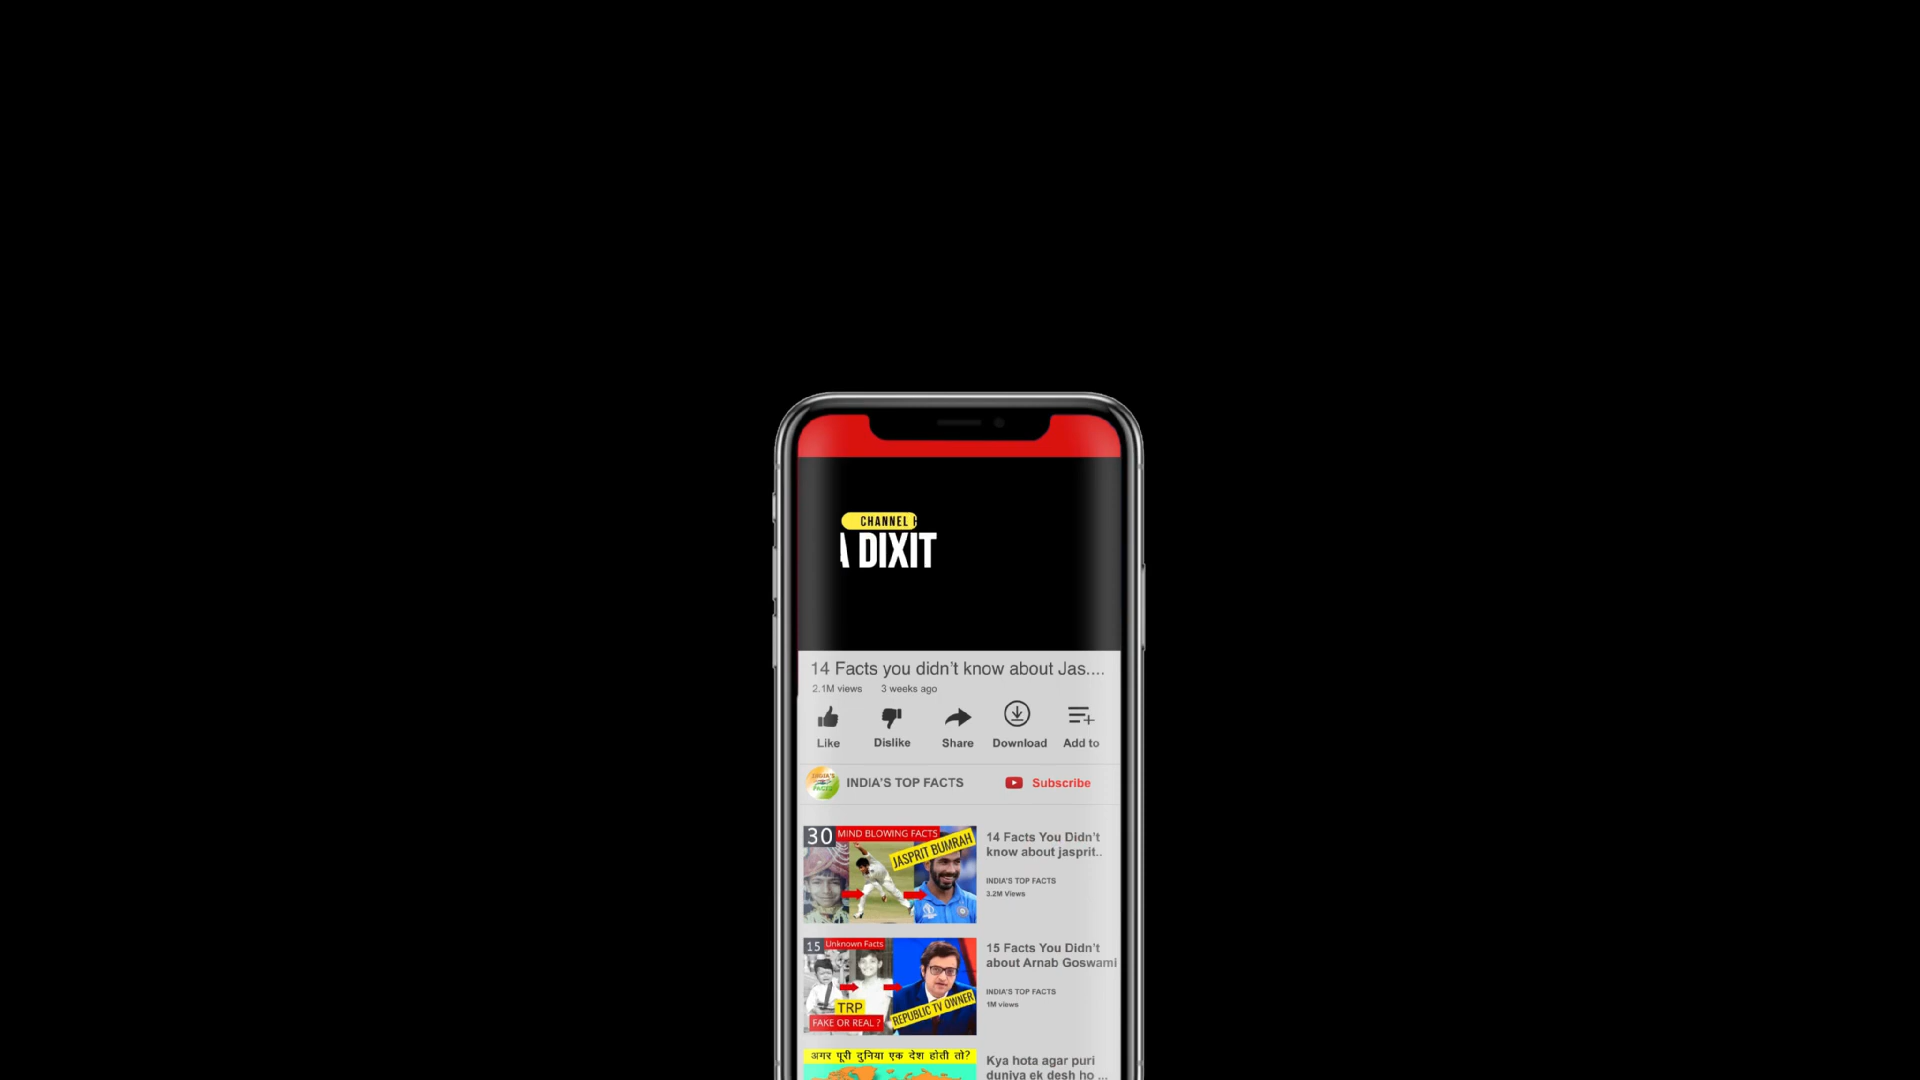 CHANNEL
DIXIT
14 Facts you didn't know about Jas....
2.1M views 3 weeks ago
Like Dislike Share Download Add to
INDIA'S TOP FACTS Subscribe
30 MIND BLOWING FACTS
JASPRIT BUMRAH
14 Facts You Didn't
know about jasprit..
INDIA'S TOP FACTS
3.2M Views
15 Unknown Facts
TRP
FAKE OR REAL ?
REPUBLIC TV OWNER
15 Facts You Didn't
about Arnab Goswami
INDIA'S TOP FACTS
1M views
अगर पूरी दुनिया एक देश होती तो?
Kya hota agar puri
duniya ek desh ho ...